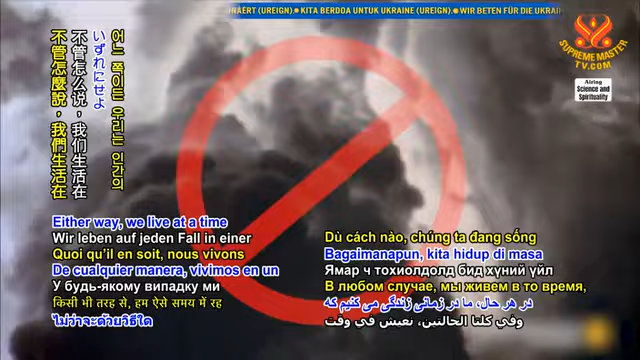 NAÉRT (UREIGN).● KITA BERDOA UNTUK UKRAINE (UREIGN).● WIR BETEN FÜR DIE UKRAI
SUPREME MASTER
TV.COM
Airing
Science and
Spirituality
어느 쪽이든 우리는 인간의
いずれにせよ
不管怎么说，我们生活在
不管怎麼說，我們生活在
Either way, we live at a time
Wir leben auf jeden Fall in einer
Quoi qu'il en soit, nous vivons
De cualquier manera, vivimos en un
У будь-якому випадку ми
किसी भी तरह से, हम ऐसे समय में रह
ไม่ว่าจะด้วยวิธีใด
Dù cách nào, chúng ta đang sống
Bagaimanapun, kita hidup di masa
Ямар ч тохиолдолд бид хүний үйл
В любом случае, мы живем в то время,
در هر حال، ما در زمانی زندگی می کنیم که
وفي كلتا الحالتين، نعيش في وقت